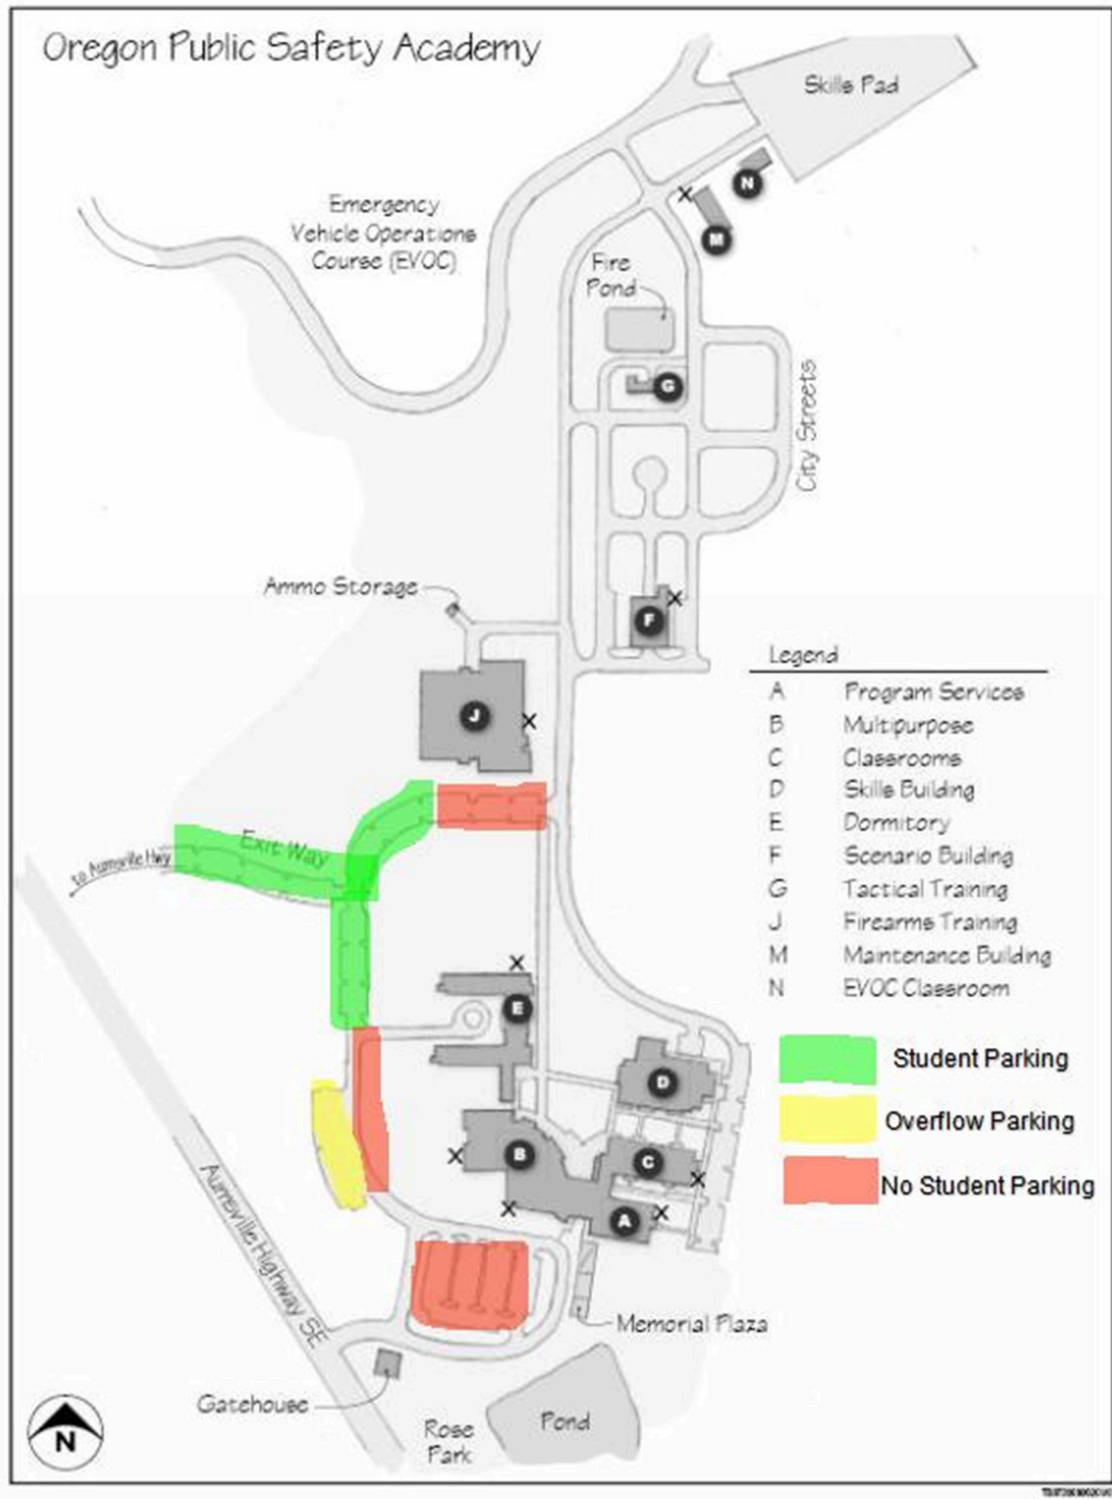 Oregon Public Safety Academy
Skills Pad
N
X
M
Emergency
Vehicle Operations
Course (EVOC)
Fire
Pond
G
City Streets
Ammo Storage
X
F
J
X
Legend
A Program Services
B Multipurpose
C Classrooms
D Skills Building
E Dormitory
F Scenario Building
G Tactical Training
J Firearms Training
M Maintenance Building
N EVOC Classroom
Student Parking
Overflow Parking
No Student Parking
Exit Way
to Aumsville Hwy
X
E
D
X
B
C
X
X
A
X
Aumsville Highway SE
Memorial Plaza
Gatehouse
Rose
Park
Pond
N